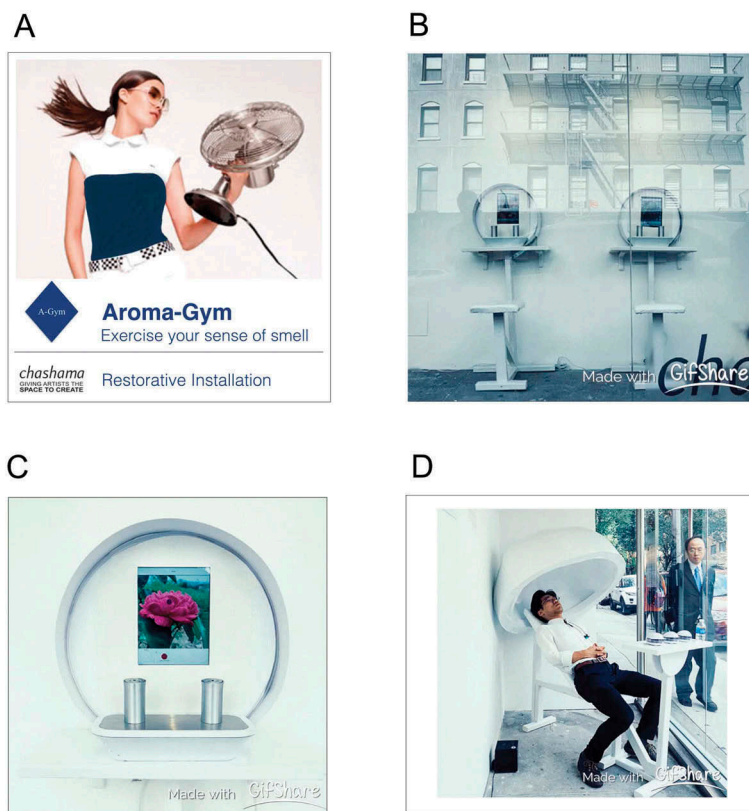 A
B
A-Gym
Aroma-Gym
Exercise your sense of smell
chashama
GIVING ARTISTS THE
SPACE TO CREATE
Restorative Installation
cha
Made with GifShare
C
D
Made with GifShare
Made with GifShare